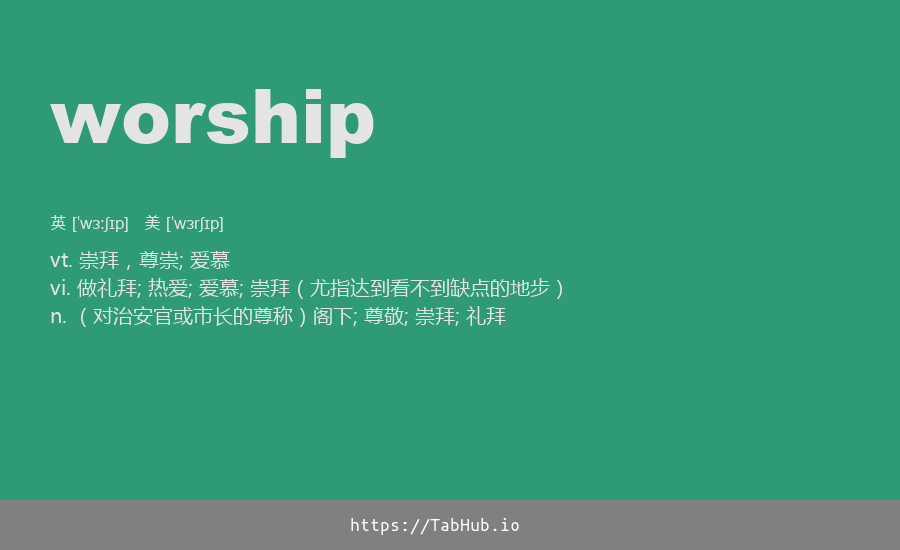 worship
英 [ˈwɜːʃɪp] 美 [ˈwɜrʃɪp]
vt. 崇拜，尊崇; 爱慕
vi. 做礼拜; 热爱; 爱慕; 崇拜（尤指达到看不到缺点的地步）
n. （对治安官或市长的尊称）阁下; 尊敬; 崇拜; 礼拜
https://TabHub.io